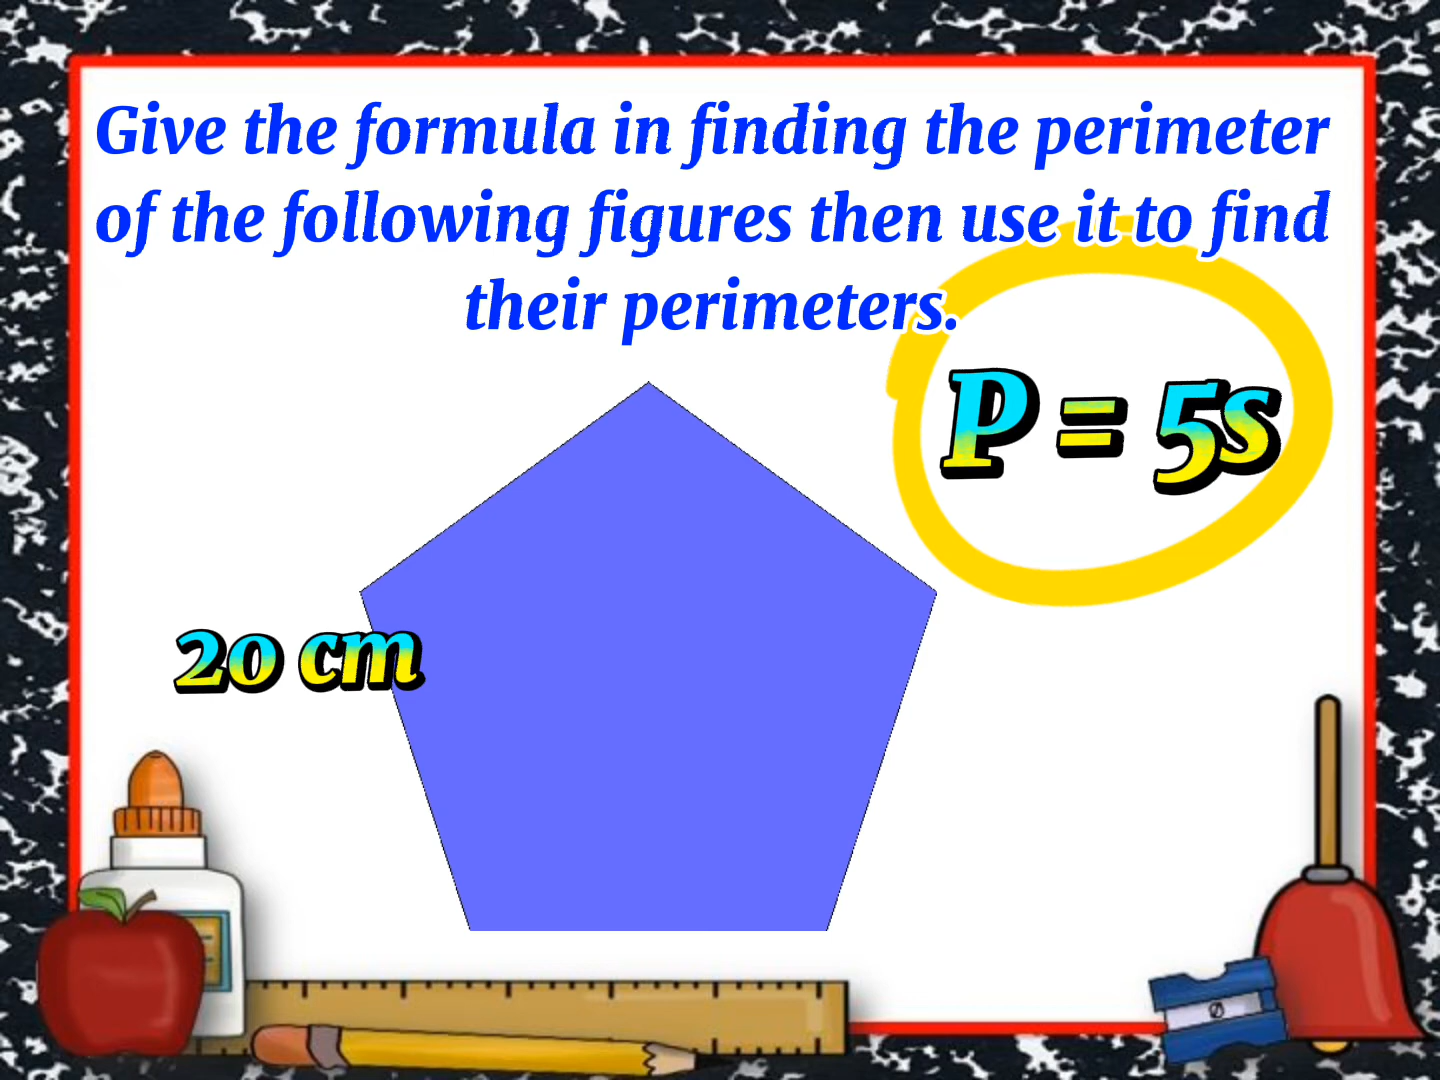 Give the formula in finding the perimeter
of the following figures then use it to find
their perimeters.
P = 5s
20 cm